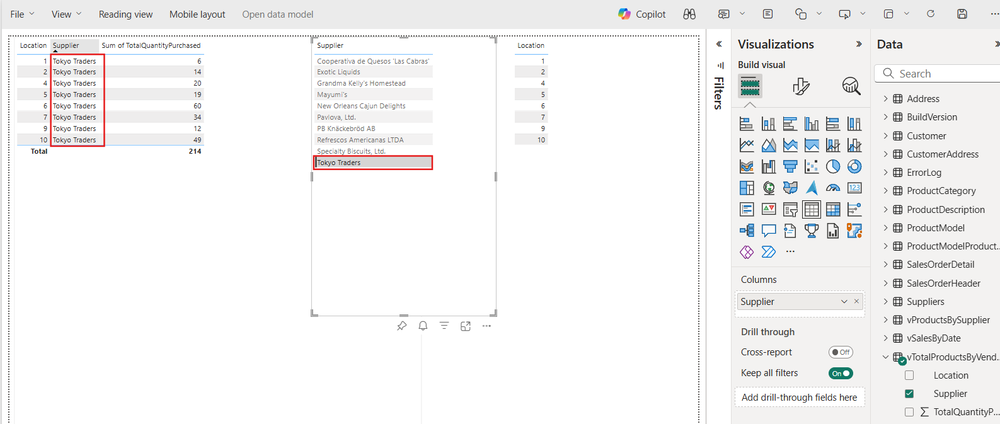 File View Reading view Mobile layout Open data model Copilot
Location Supplier Sum of TotalQuantityPurchased
1 Tokyo Traders 6
2 Tokyo Traders 14
4 Tokyo Traders 20
5 Tokyo Traders 19
6 Tokyo Traders 60
7 Tokyo Traders 34
9 Tokyo Traders 12
10 Tokyo Traders 49
Total 214
Supplier
Cooperativa de Quesos 'Las Cabras'
Exotic Liquids
Grandma Kelly's Homestead
Mayumi's
New Orleans Cajun Delights
Pavlova, Ltd.
PB Knäckebröd AB
Refrescos Americanas LTDA
Specialty Biscuits, Ltd.
Tokyo Traders
Location
1
2
4
5
6
7
9
10
Filters
Visualizations
Build visual
123
Columns
Supplier
Drill through
Cross-report Off
Keep all filters On
Add drill-through fields here
Data
Search
Address
BuildVersion
Customer
CustomerAddress
ErrorLog
ProductCategory
ProductDescription
ProductModel
ProductModelProduct...
SalesOrderDetail
SalesOrderHeader
Suppliers
vProductsBySupplier
vSalesByDate
vTotalProductsByVend...
Location
Supplier
TotalQuantityP...